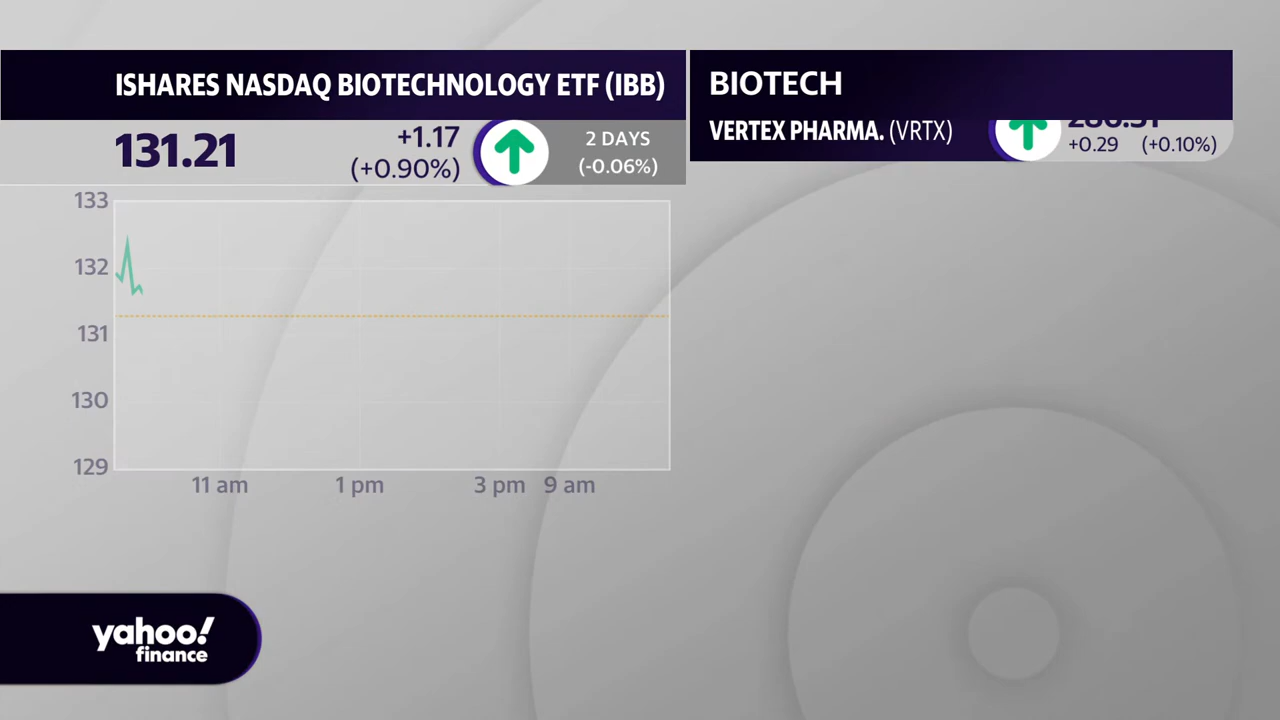 ISHARES NASDAQ BIOTECHNOLOGY ETF (IBB)
131.21
+1.17
(+0.90%)
2 DAYS
(-0.06%)
133
132
131
130
129
11 am
1 pm
3 pm
9 am
BIOTECH
VERTEX PHARMA. (VRTX)
+0.29 (+0.10%)
yahoo!
finance